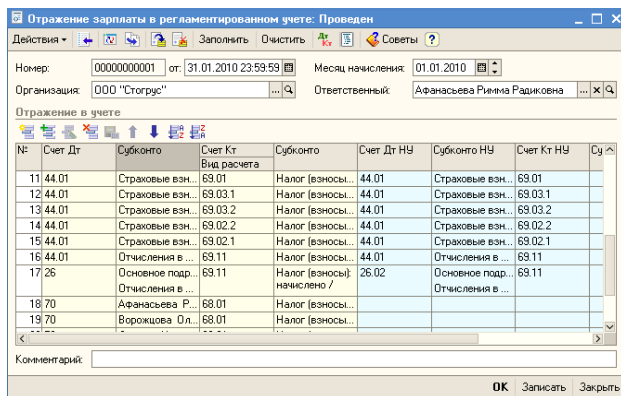 Отражение зарплаты в регламентированном учете: Проведен
Действия Заполнить Очистить Дт Кт Советы ?
Номер: 00000000001 от: 31.01.2010 23:59:59 Месяц начисления: 01.01.2010
Организация: ООО "Стогрус" ... Ответственный: Афанасьева Римма Радиковна ... x
Отражение в учете
№ Счет Дт Субконто Счет Кт Субконто Счет Дт НУ Субконто НУ Счет Кт НУ Су
Вид расчета
11 44.01 Страховые взн... 69.01 Налог (взносы... 44.01 Страховые взн... 69.01
12 44.01 Страховые взн... 69.03.1 Налог (взносы... 44.01 Страховые взн... 69.03.1
13 44.01 Страховые взн... 69.03.2 Налог (взносы... 44.01 Страховые взн... 69.03.2
14 44.01 Страховые взн... 69.02.2 Налог (взносы... 44.01 Страховые взн... 69.02.2
15 44.01 Страховые взн... 69.02.1 Налог (взносы... 44.01 Страховые взн... 69.02.1
16 44.01 Отчисления в ... 69.11 Налог (взносы... 44.01 Отчисления в ... 69.11
17 26 Основное подр... 69.11 Налог (взносы): 26.02 Основное подр... 69.11
Отчисления в ... начислено / Отчисления в ...
18 70 Афанасьева Р... 68.01 Налог (взносы...
19 70 Ворожцова Ол... 68.01 Налог (взносы...
Комментарий:
OK Записать Закрыть